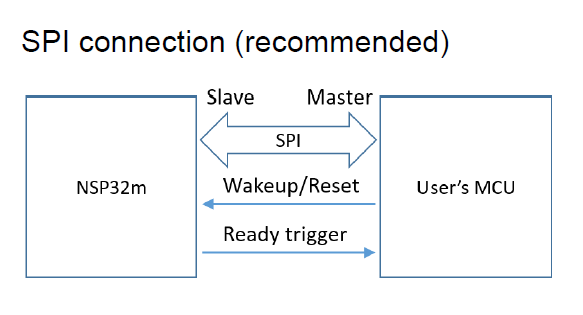 SPI connection (recommended)
Slave
Master
SPI
NSP32m
Wakeup/Reset
User's MCU
Ready trigger